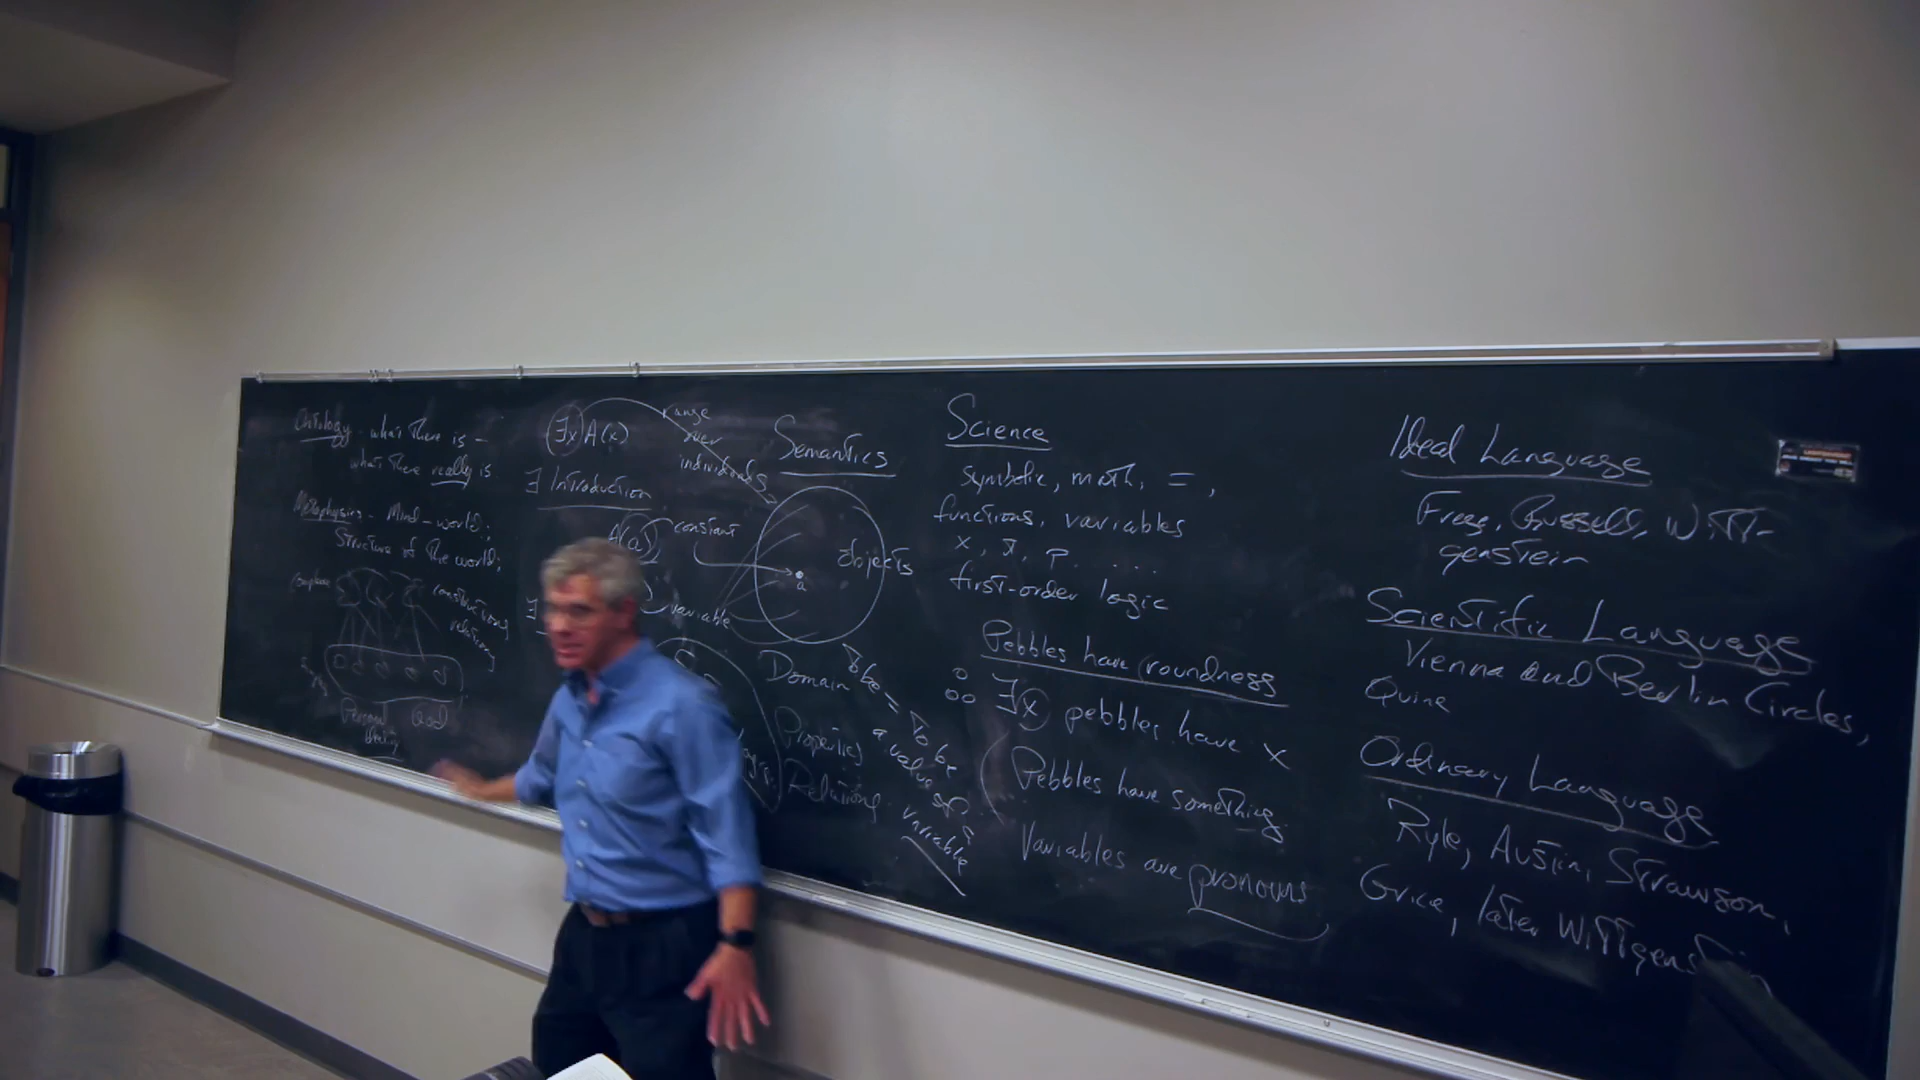 Ontology - what there is -
what there really is.
Metaphysics - Mind-world;
Structure of the world;
God
(∃x)A(x)
range
over
individuals
∃ Introduction
A(a)
constant
∃
variable
Semantics
objects
a
Domain
Properties
Relations
To be = To be
a value of a
variable
Science
symbolic, math, =,
functions, variables
first-order logic
Pebbles have roundness
∃x pebbles have x
Pebbles have something.
Variables are pronouns
Ideal Language
Frege, Russell, Witt-
genstein
Scientific Language
Vienna and Berlin Circles,
Quine
Ordinary Language
Ryle, Austin, Strawson,
Grice, later Wittgenstein